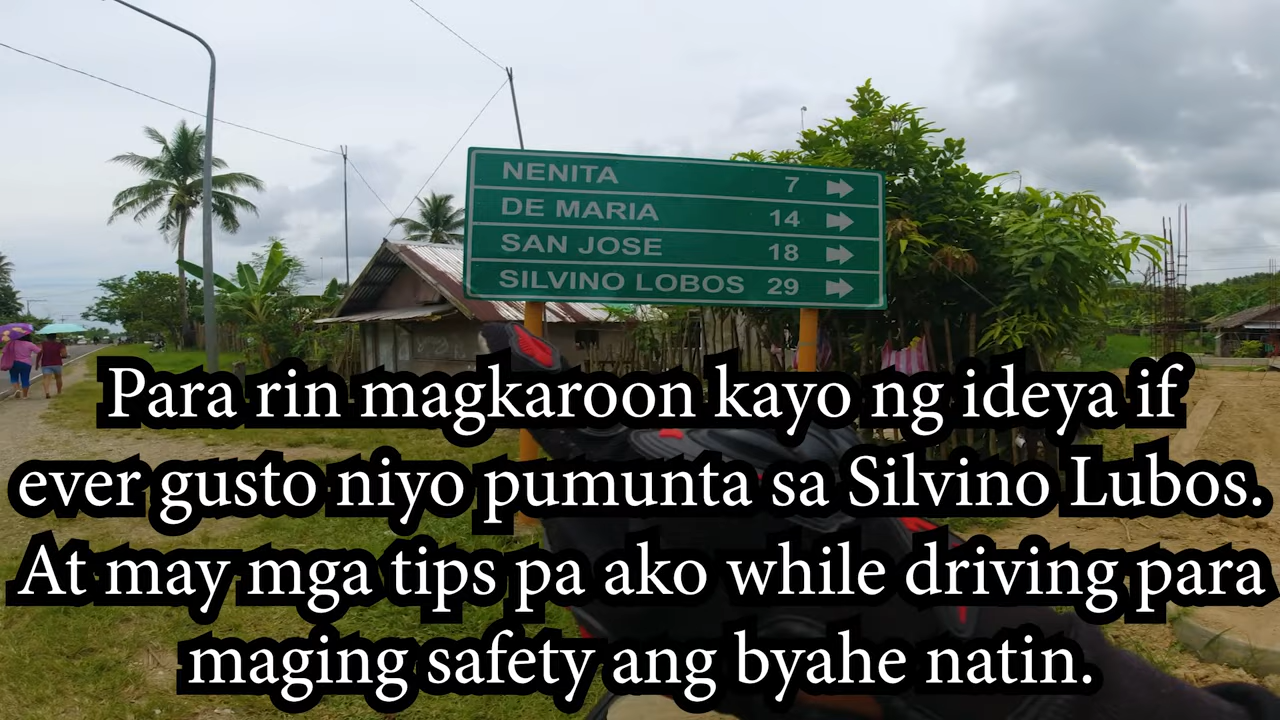 NENITA 7
DE MARIA 14
SAN JOSE 18
SILVINO LOBOS 29
Para rin magkaroon kayo ng ideya if
ever gusto niyo pumunta sa Silvino Lubos.
At may mga tips pa ako while driving para
maging safety ang byahe natin.